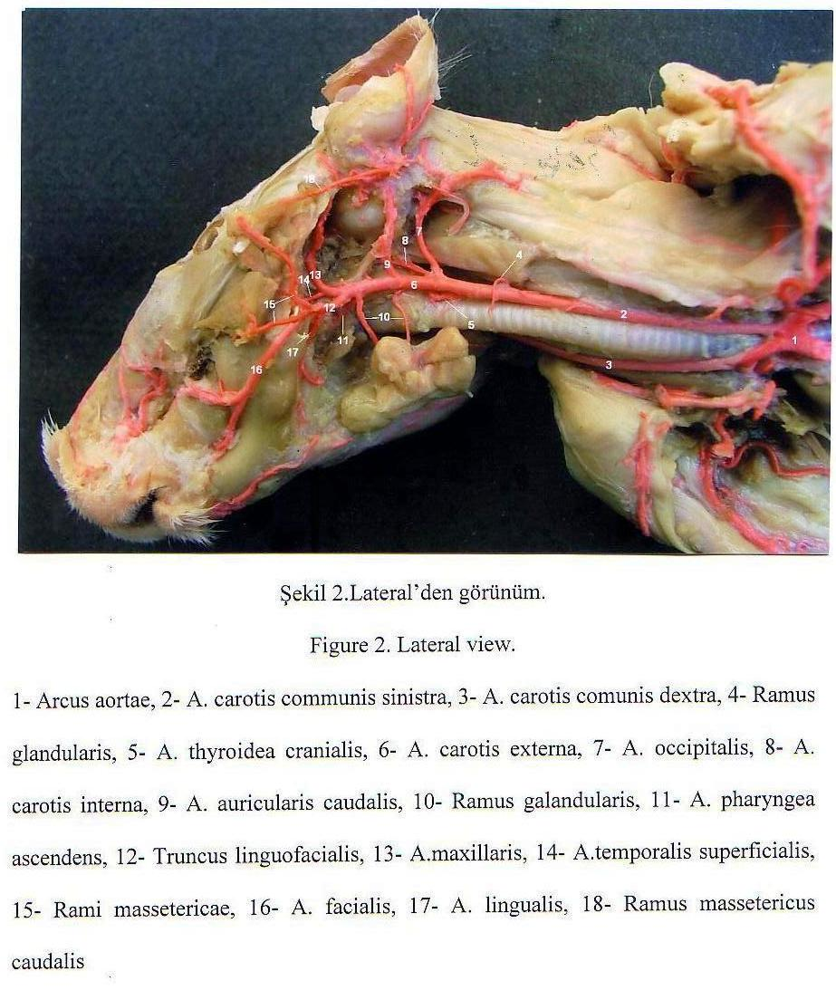 18
7
8
4
9
13
14
6
15
12
2
10
5
11
1
17
3
16
Şekil 2.Lateral'den görünüm.
Figure 2. Lateral view.
1- Arcus aortae, 2- A. carotis communis sinistra, 3- A. carotis comunis dextra, 4- Ramus
glandularis, 5- A. thyroidea cranialis, 6- A. carotis externa, 7- A. occipitalis, 8- A.
carotis interna, 9- A. auricularis caudalis, 10- Ramus galandularis, 11- A. pharyngea
ascendens, 12- Truncus linguofacialis, 13- A.maxillaris, 14- A.temporalis superficialis,
15- Rami massetericae, 16- A. facialis, 17- A. lingualis, 18- Ramus massetericus
caudalis